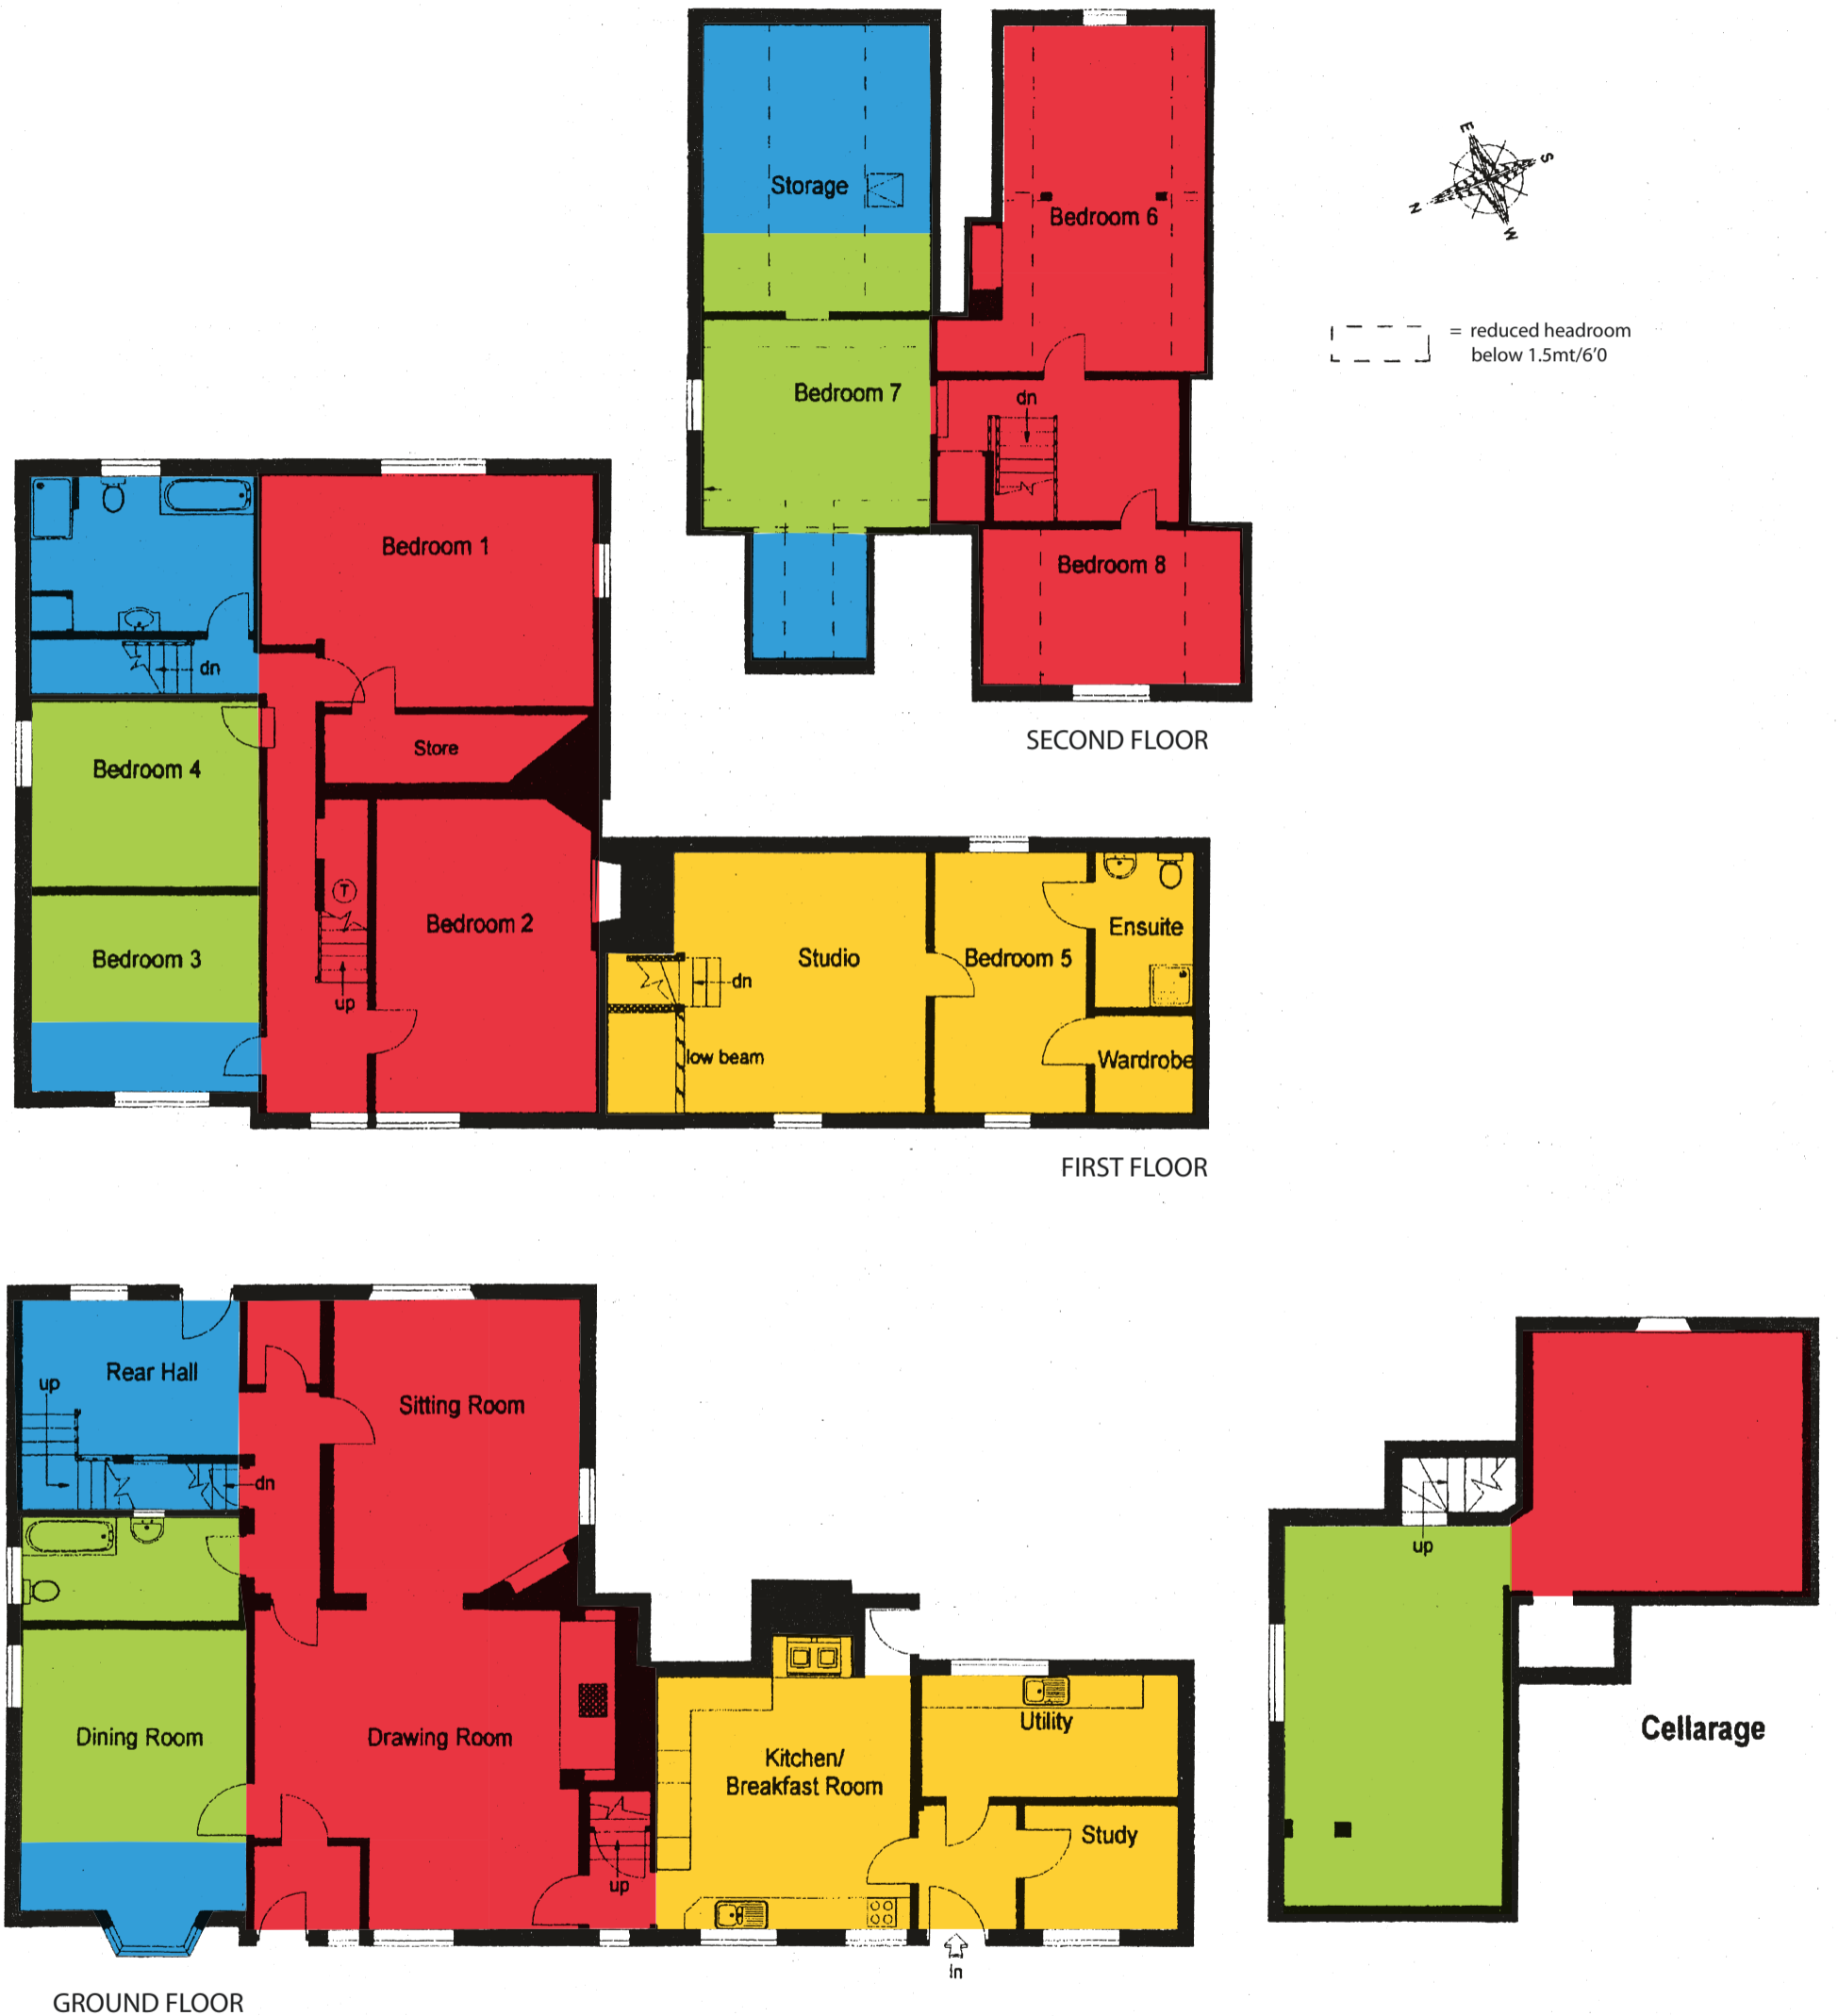 Storage
Bedroom 6
E
S
N
W
= reduced headroom
below 1.5mt/6'0
Bedroom 7
dn
Bedroom 8
SECOND FLOOR
Bedroom 1
dn
Store
Bedroom 4
T
Bedroom 2
Bedroom 3
up
Studio
Bedroom 5
Ensuite
dn
low beam
Wardrobe
FIRST FLOOR
Rear Hall
up
Sitting Room
dn
Dining Room
Drawing Room
Kitchen/
Breakfast Room
Utility
Study
up
In
GROUND FLOOR
up
Cellarage